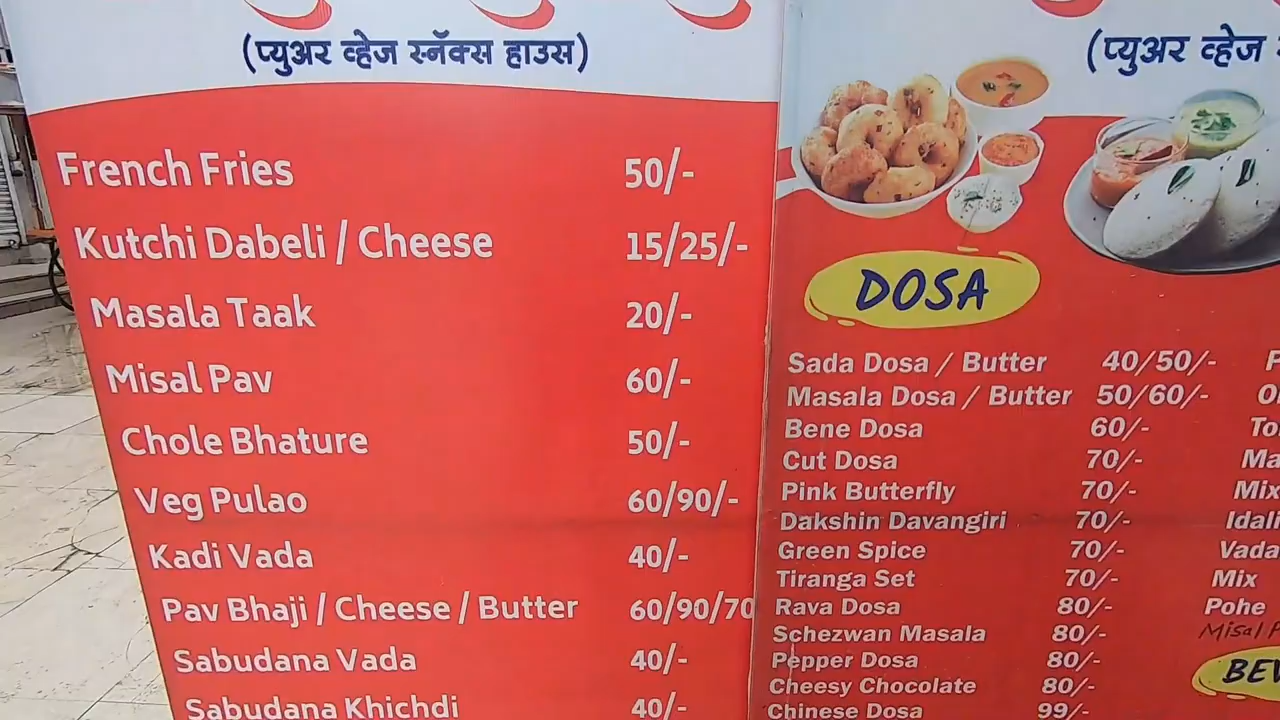 (प्युअर व्हेज स्नॅक्स हाउस)
French Fries 50/-
Kutchi Dabeli / Cheese 15/25/-
Masala Taak 20/-
Misal Pav 60/-
Chole Bhature 50/-
Veg Pulao 60/90/-
Kadi Vada 40/-
Pav Bhaji / Cheese / Butter 60/90/70
Sabudana Vada 40/-
Sabudana Khichdi 40/-
(प्युअर व्हेज
DOSA
Sada Dosa / Butter 40/50/-
Masala Dosa / Butter 50/60/-
Bene Dosa 60/-
Cut Dosa 70/-
Pink Butterfly 70/-
Dakshin Davangiri 70/-
Green Spice 70/-
Tiranga Set 70/-
Rava Dosa 80/-
Schezwan Masala 80/-
Pepper Dosa 80/-
Cheesy Chocolate 80/-
Chinese Dosa 99/-
Mix
Idali
Vada
Mix
Pohe
Misal